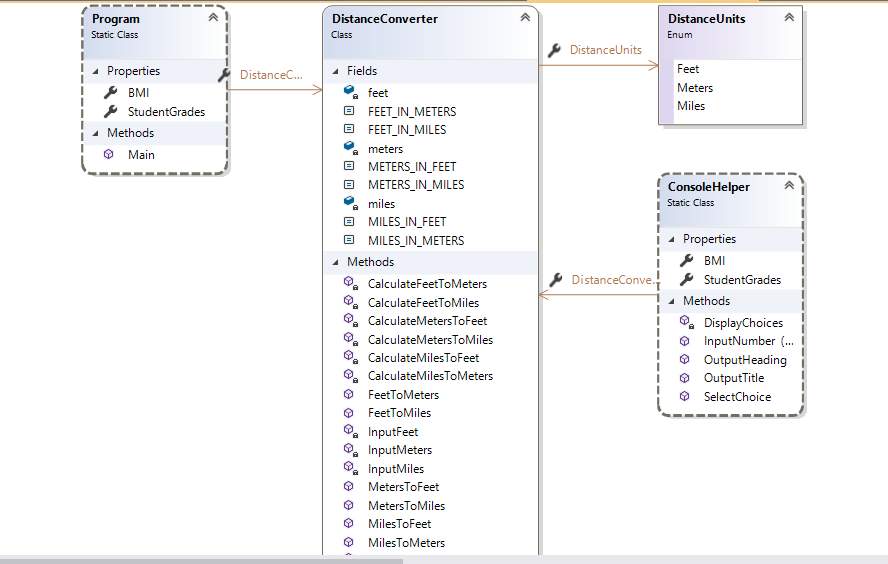 Program
Static Class
Properties
BMI
StudentGrades
Methods
Main
DistanceC...
DistanceConverter
Class
Fields
feet
FEET_IN_METERS
FEET_IN_MILES
meters
METERS_IN_FEET
METERS_IN_MILES
miles
MILES_IN_FEET
MILES_IN_METERS
Methods
CalculateFeetToMeters
CalculateFeetToMiles
CalculateMetersToFeet
CalculateMetersToMiles
CalculateMilesToFeet
CalculateMilesToMeters
FeetToMeters
FeetToMiles
InputFeet
InputMeters
InputMiles
MetersToFeet
MetersToMiles
MilesToFeet
MilesToMeters
DistanceUnits
DistanceUnits
Enum
Feet
Meters
Miles
DistanceConve...
ConsoleHelper
Static Class
Properties
BMI
StudentGrades
Methods
DisplayChoices
InputNumber (...
OutputHeading
OutputTitle
SelectChoice